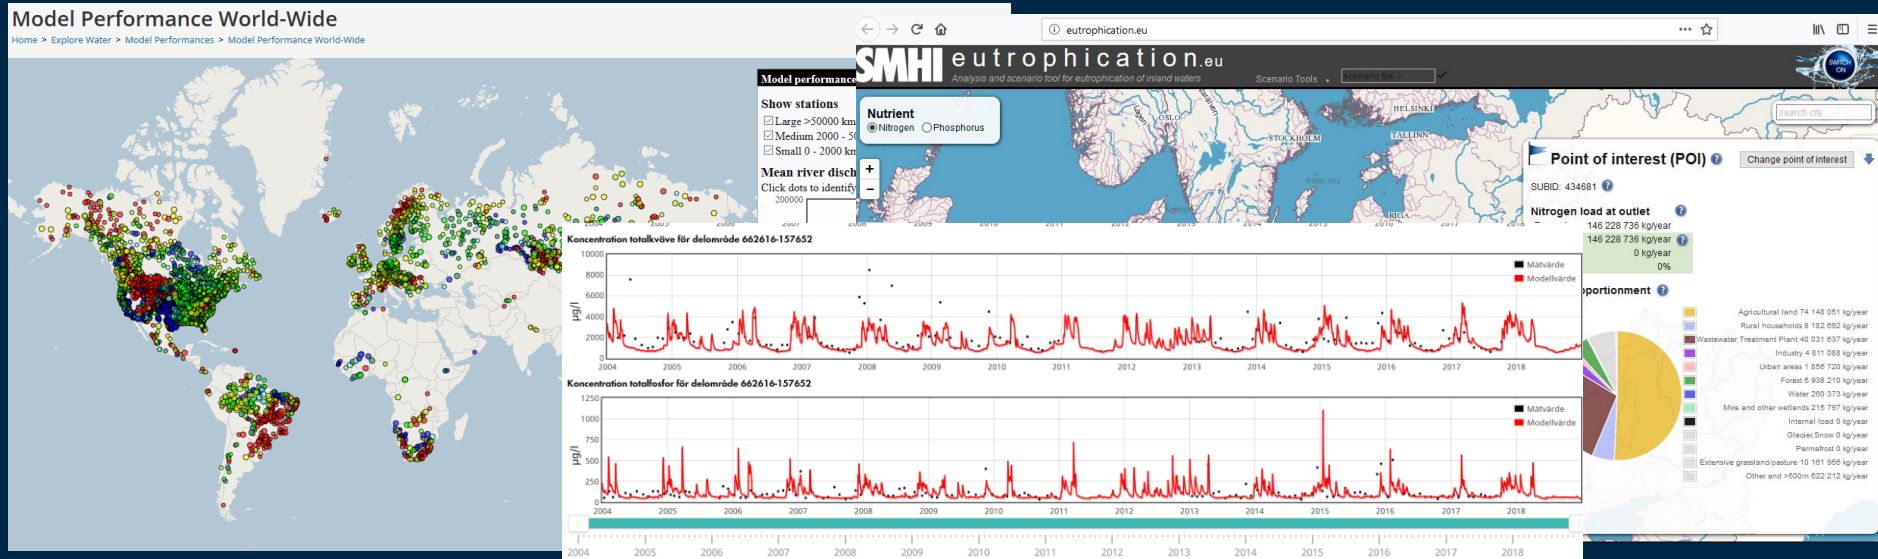 Model Performance World-Wide
Home > Explore Water > Model Performances > Model Performance World-Wide
Model performance
Show stations
Large >50000 km
Medium 2000 - 50
Small 0 - 2000 km
Mean river disch
Click dots to identify
200000
eutrophication.eu
SMHI eutrophication.eu
Analysis and scenario tool for eutrophication of inland waters
Scenario Tools
scenario file
SWITCH ON
Nutrient
Nitrogen Phosphorus
+
−
OSLO
STOCKHOLM
HELSINKI
TALLINN
Baltic Sea
RIGA
search city
Point of interest (POI) ?
Change point of interest
SUBID: 434681 ?
Nitrogen load at outlet ?
146 228 736 kg/year
146 228 736 kg/year ?
0 kg/year
0%
portionment ?
Agricultural land 74 148 051 kg/year
Rural households 8 182 692 kg/year
Wastewater Treatment Plant 40 031 637 kg/year
Industry 4 811 088 kg/year
Urban areas 1 856 720 kg/year
Forest 5 938 210 kg/year
Water 260 373 kg/year
Mire and other wetlands 215 797 kg/year
Internal load 0 kg/year
Glacier,Snow 0 kg/year
Permafrost 0 kg/year
Extensive grassland/pasture 10 161 956 kg/year
Other and >500m 622 212 kg/year
Koncentration totalkväve för delområde 662616-157652
10000
8000
6000
4000
2000
0
µg/l
Mätvärde
Modellvärde
2004 2005 2006 2007 2008 2009 2010 2011 2012 2013 2014 2015 2016 2017 2018
Koncentration totalfosfor för delområde 662616-157652
1250
1000
750
500
250
0
µg/l
Mätvärde
Modellvärde
2004 2005 2006 2007 2008 2009 2010 2011 2012 2013 2014 2015 2016 2017 2018
2004 2005 2006 2007 2008 2009 2010 2011 2012 2013 2014 2015 2016 2017 2018